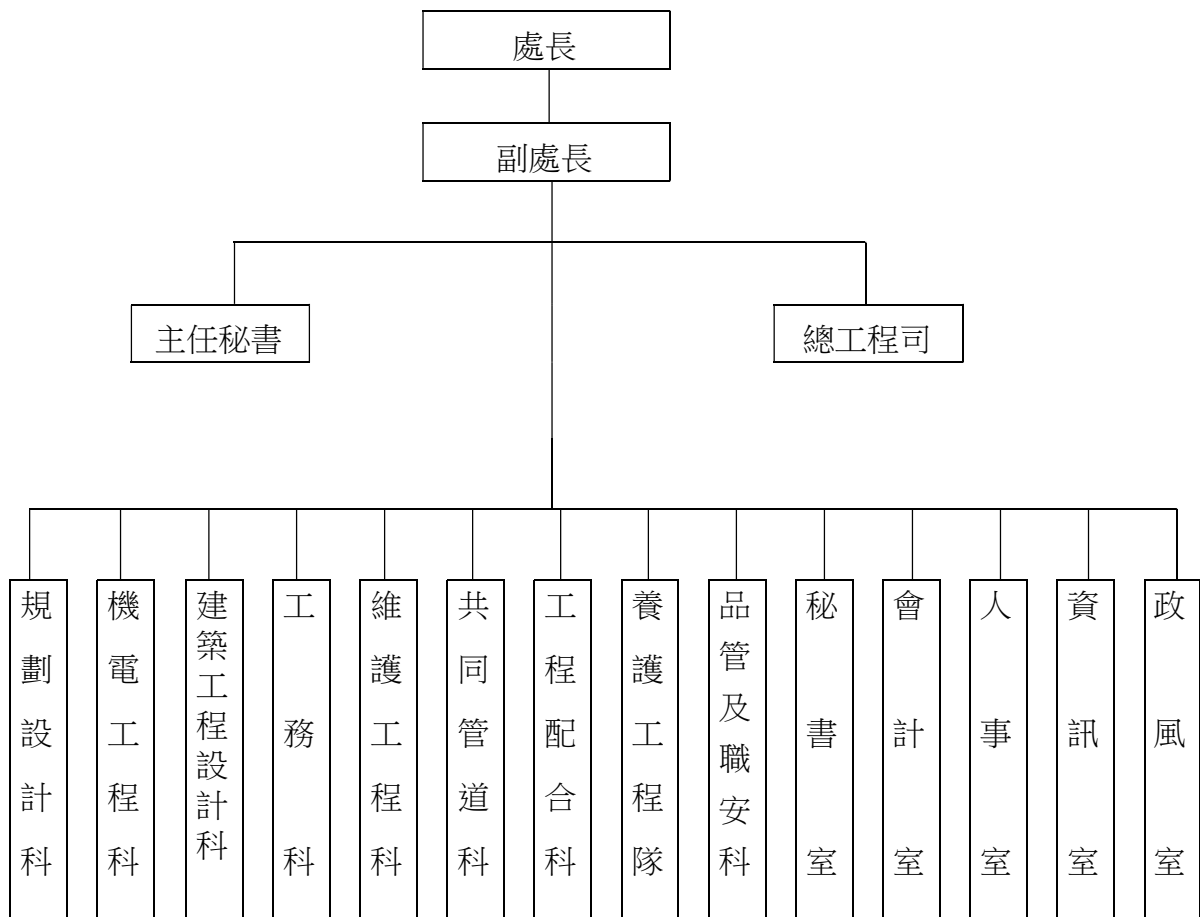 處長
副處長
主任秘書
總工程司
規劃設計科
機電工程科
建築工程設計科
工務科
維護工程科
共同管道科
工程配合科
養護工程隊
品管及職安科
秘書室
會計室
人事室
資訊室
政風室